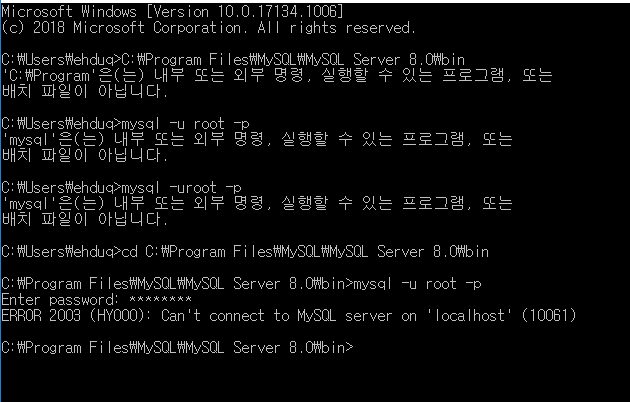 Microsoft Windows [Version 10.0.17134.1006]
(c) 2018 Microsoft Corporation. All rights reserved.
C:₩Users₩ehduq>C:₩Program Files₩MySQL₩MySQL Server 8.0₩bin
'C:₩Program'은(는) 내부 또는 외부 명령, 실행할 수 있는 프로그램, 또는
배치 파일이 아닙니다.
C:₩Users₩ehduq>mysql -u root -p
'mysql'은(는) 내부 또는 외부 명령, 실행할 수 있는 프로그램, 또는
배치 파일이 아닙니다.
C:₩Users₩ehduq>mysql -uroot -p
'mysql'은(는) 내부 또는 외부 명령, 실행할 수 있는 프로그램, 또는
배치 파일이 아닙니다.
C:₩Users₩ehduq>cd C:₩Program Files₩MySQL₩MySQL Server 8.0₩bin
C:₩Program Files₩MySQL₩MySQL Server 8.0₩bin>mysql -u root -p
Enter password: ********
ERROR 2003 (HY000): Can't connect to MySQL server on 'localhost' (10061)
C:₩Program Files₩MySQL₩MySQL Server 8.0₩bin>